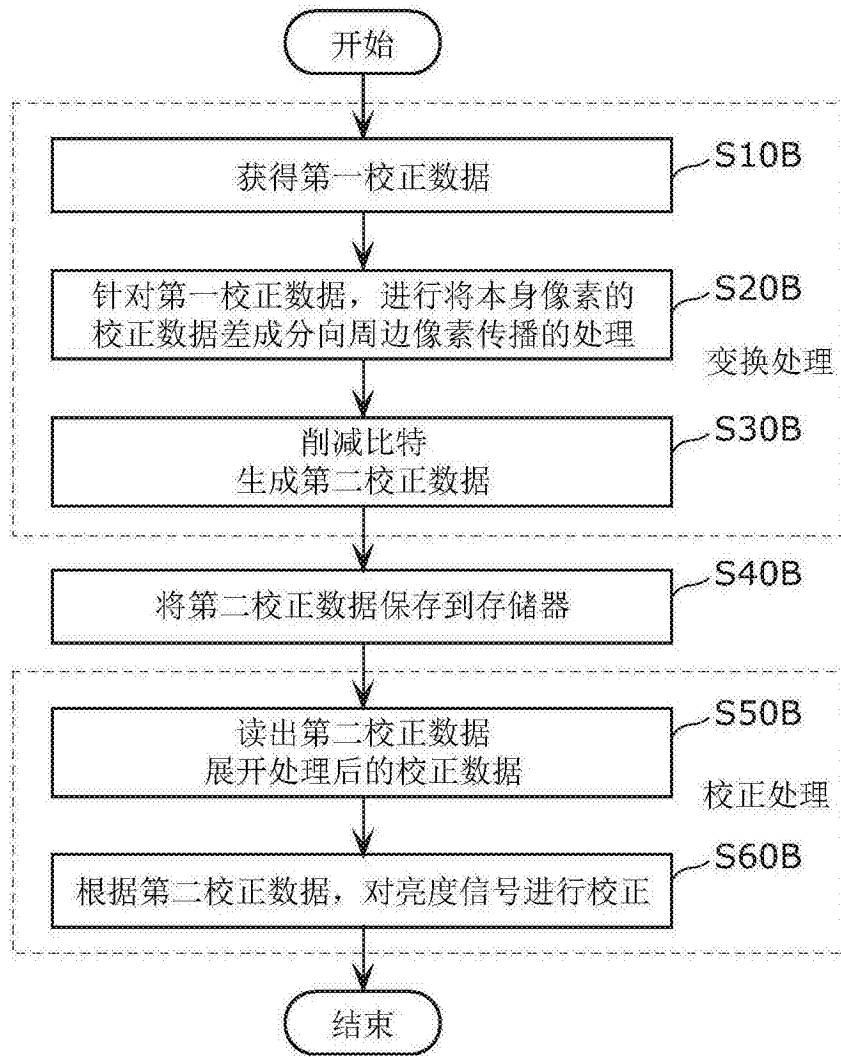 开始
获得第一校正数据
S10B
针对第一校正数据，进行将本身像素的
校正数据差成分向周边像素传播的处理
S20B
变换处理
削减比特
生成第二校正数据
S30B
将第二校正数据保存到存储器
S40B
读出第二校正数据
展开处理后的校正数据
S50B
校正处理
根据第二校正数据，对亮度信号进行校正
S60B
结束